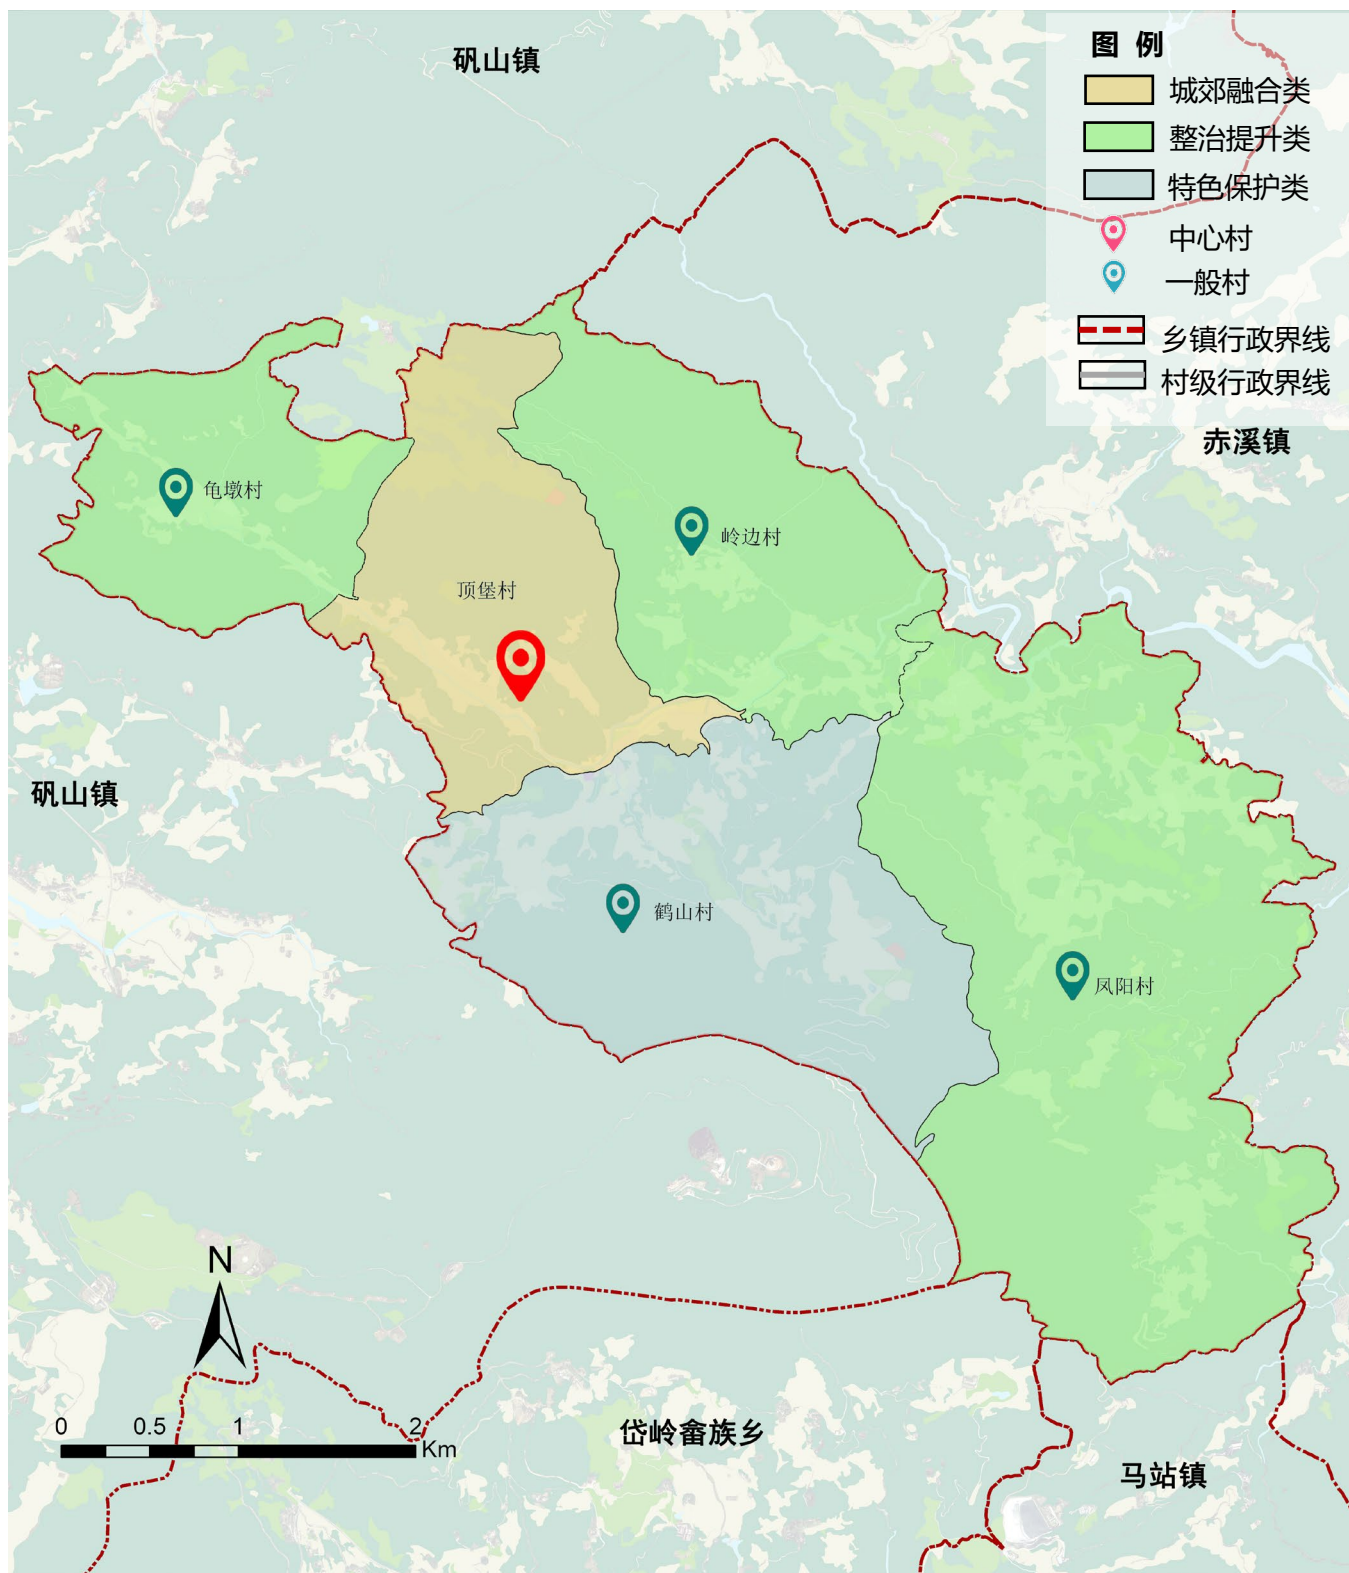 矾山镇
图 例
城郊融合类
整治提升类
特色保护类
中心村
一般村
乡镇行政界线
村级行政界线
赤溪镇
龟墩村
岭边村
顶堡村
矾山镇
鹤山村
凤阳村
N
0 0.5 1 2
Km
岱岭畲族乡
马站镇